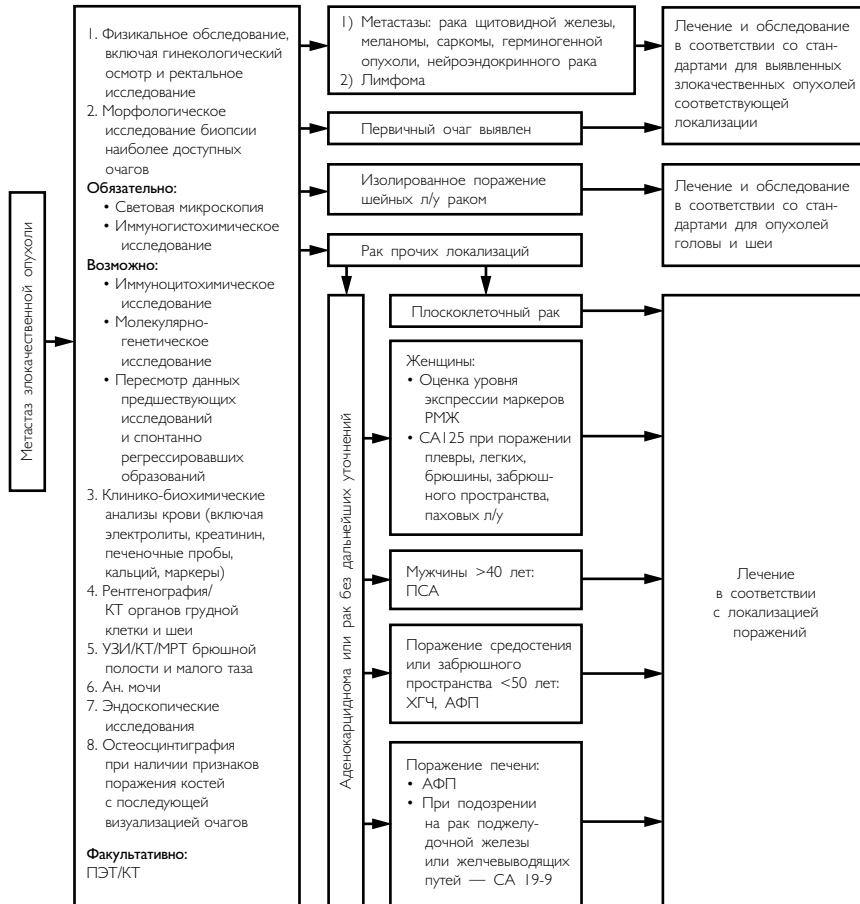 Метастаз злокачественной опухоли
1. Физикальное обследование,
включая гинекологический
осмотр и ректальное
исследование
2. Морфологическое
исследование биопсии
наиболее доступных
очагов
Обязательно:
• Световая микроскопия
• Иммуногистохимическое
исследование
Возможно:
• Иммуноцитохимическое
исследование
• Молекулярно-
генетическое
исследование
• Пересмотр данных
предшествующих
исследований
и спонтанно
регрессировавших
образований
3. Клинико-биохимические
анализы крови (включая
электролиты, креатинин,
печеночные пробы,
кальций, маркеры)
4. Рентгенография/
КТ органов грудной
клетки и шеи
5. УЗИ/КТ/МРТ брюшной
полости и малого таза
6. Ан. мочи
7. Эндоскопические
исследования
8. Остеосцинтиграфия
при наличии признаков
поражения костей
с последующей
визуализацией очагов
Факультативно:
ПЭТ/КТ
1) Метастазы: рака щитовидной железы,
меланомы, саркомы, герминогенной
опухоли, нейроэндокринного рака
2) Лимфома
Лечение и обследование
в соответствии со стан-
дартами для выявленных
злокачественных опухолей
соответствующей
локализации
Первичный очаг выявлен
Изолированное поражение
шейных л/у раком
Лечение и обследование
в соответствии со стан-
дартами для опухолей
головы и шеи
Рак прочих локализаций
Аденокарциднома или рак без дальнейших уточнений
Плоскоклеточный рак
Женщины:
• Оценка уровня
экспрессии маркеров
РМЖ
• СА125 при поражении
плевры, легких,
брюшины, забрюш-
ного пространства,
паховых л/у
Мужчины >40 лет:
ПСА
Поражение средостения
или забрюшного
пространства <50 лет:
ХГЧ, АФП
Поражение печени:
• АФП
• При подозрении
на рак поджелу-
дочной железы
или желчевыводящих
путей — СА 19-9
Лечение
в соответствии
с локализацией
поражений